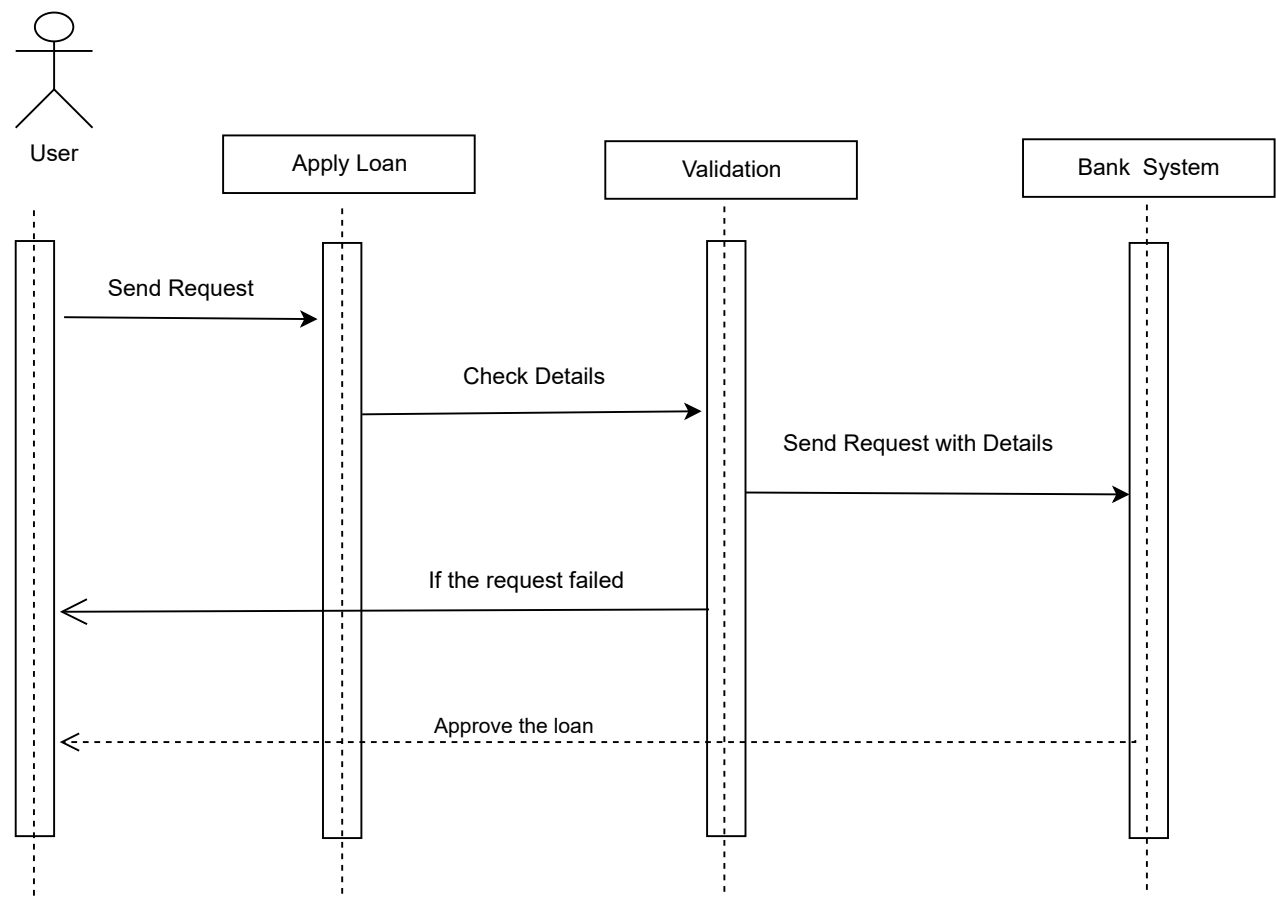 User
Apply Loan
Validation
Bank  System
Send Request
Check Details
Send Request with Details
If the request failed
Approve the loan